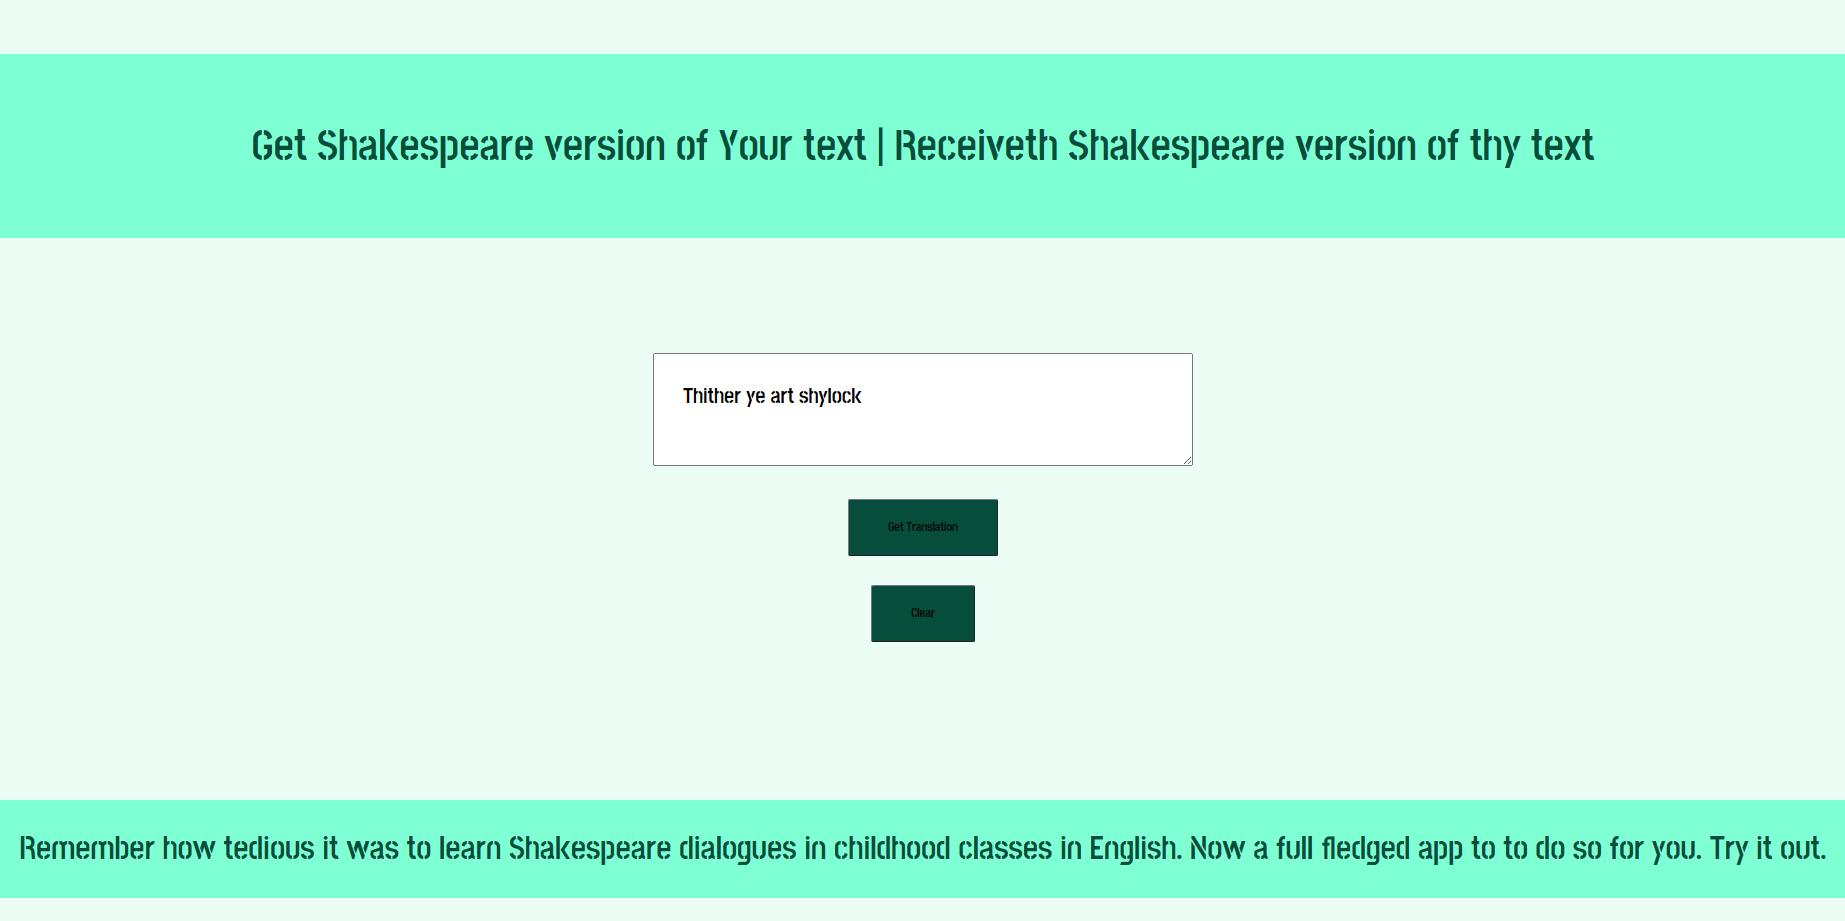 Get Shakespeare version of Your text | Receiveth Shakespeare version of thy text
Thither ye art shylock
Get Translation
Clear
Remember how tedious it was to learn Shakespeare dialogues in childhood classes in English. Now a full fledged app to to do so for you. Try it out.